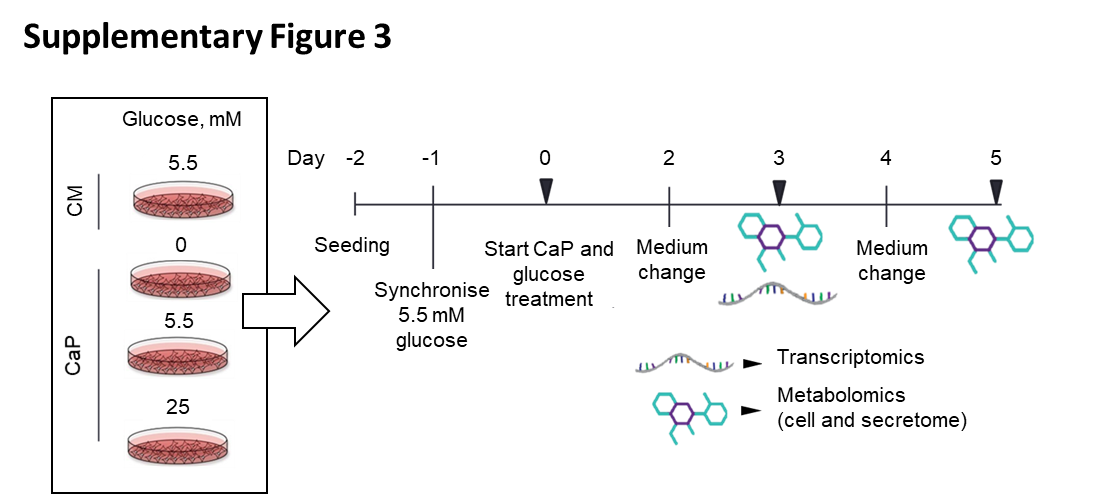 Supplementary Figure 3
Glucose, mM
5.5
CM
0
5.5
CaP
25
Day -2 -1 0 2 3 4 5
Seeding
Synchronise
5.5 mM
glucose
Start CaP and
glucose
treatment
Medium
change
Medium
change
Transcriptomics
Metabolomics
(cell and secretome)